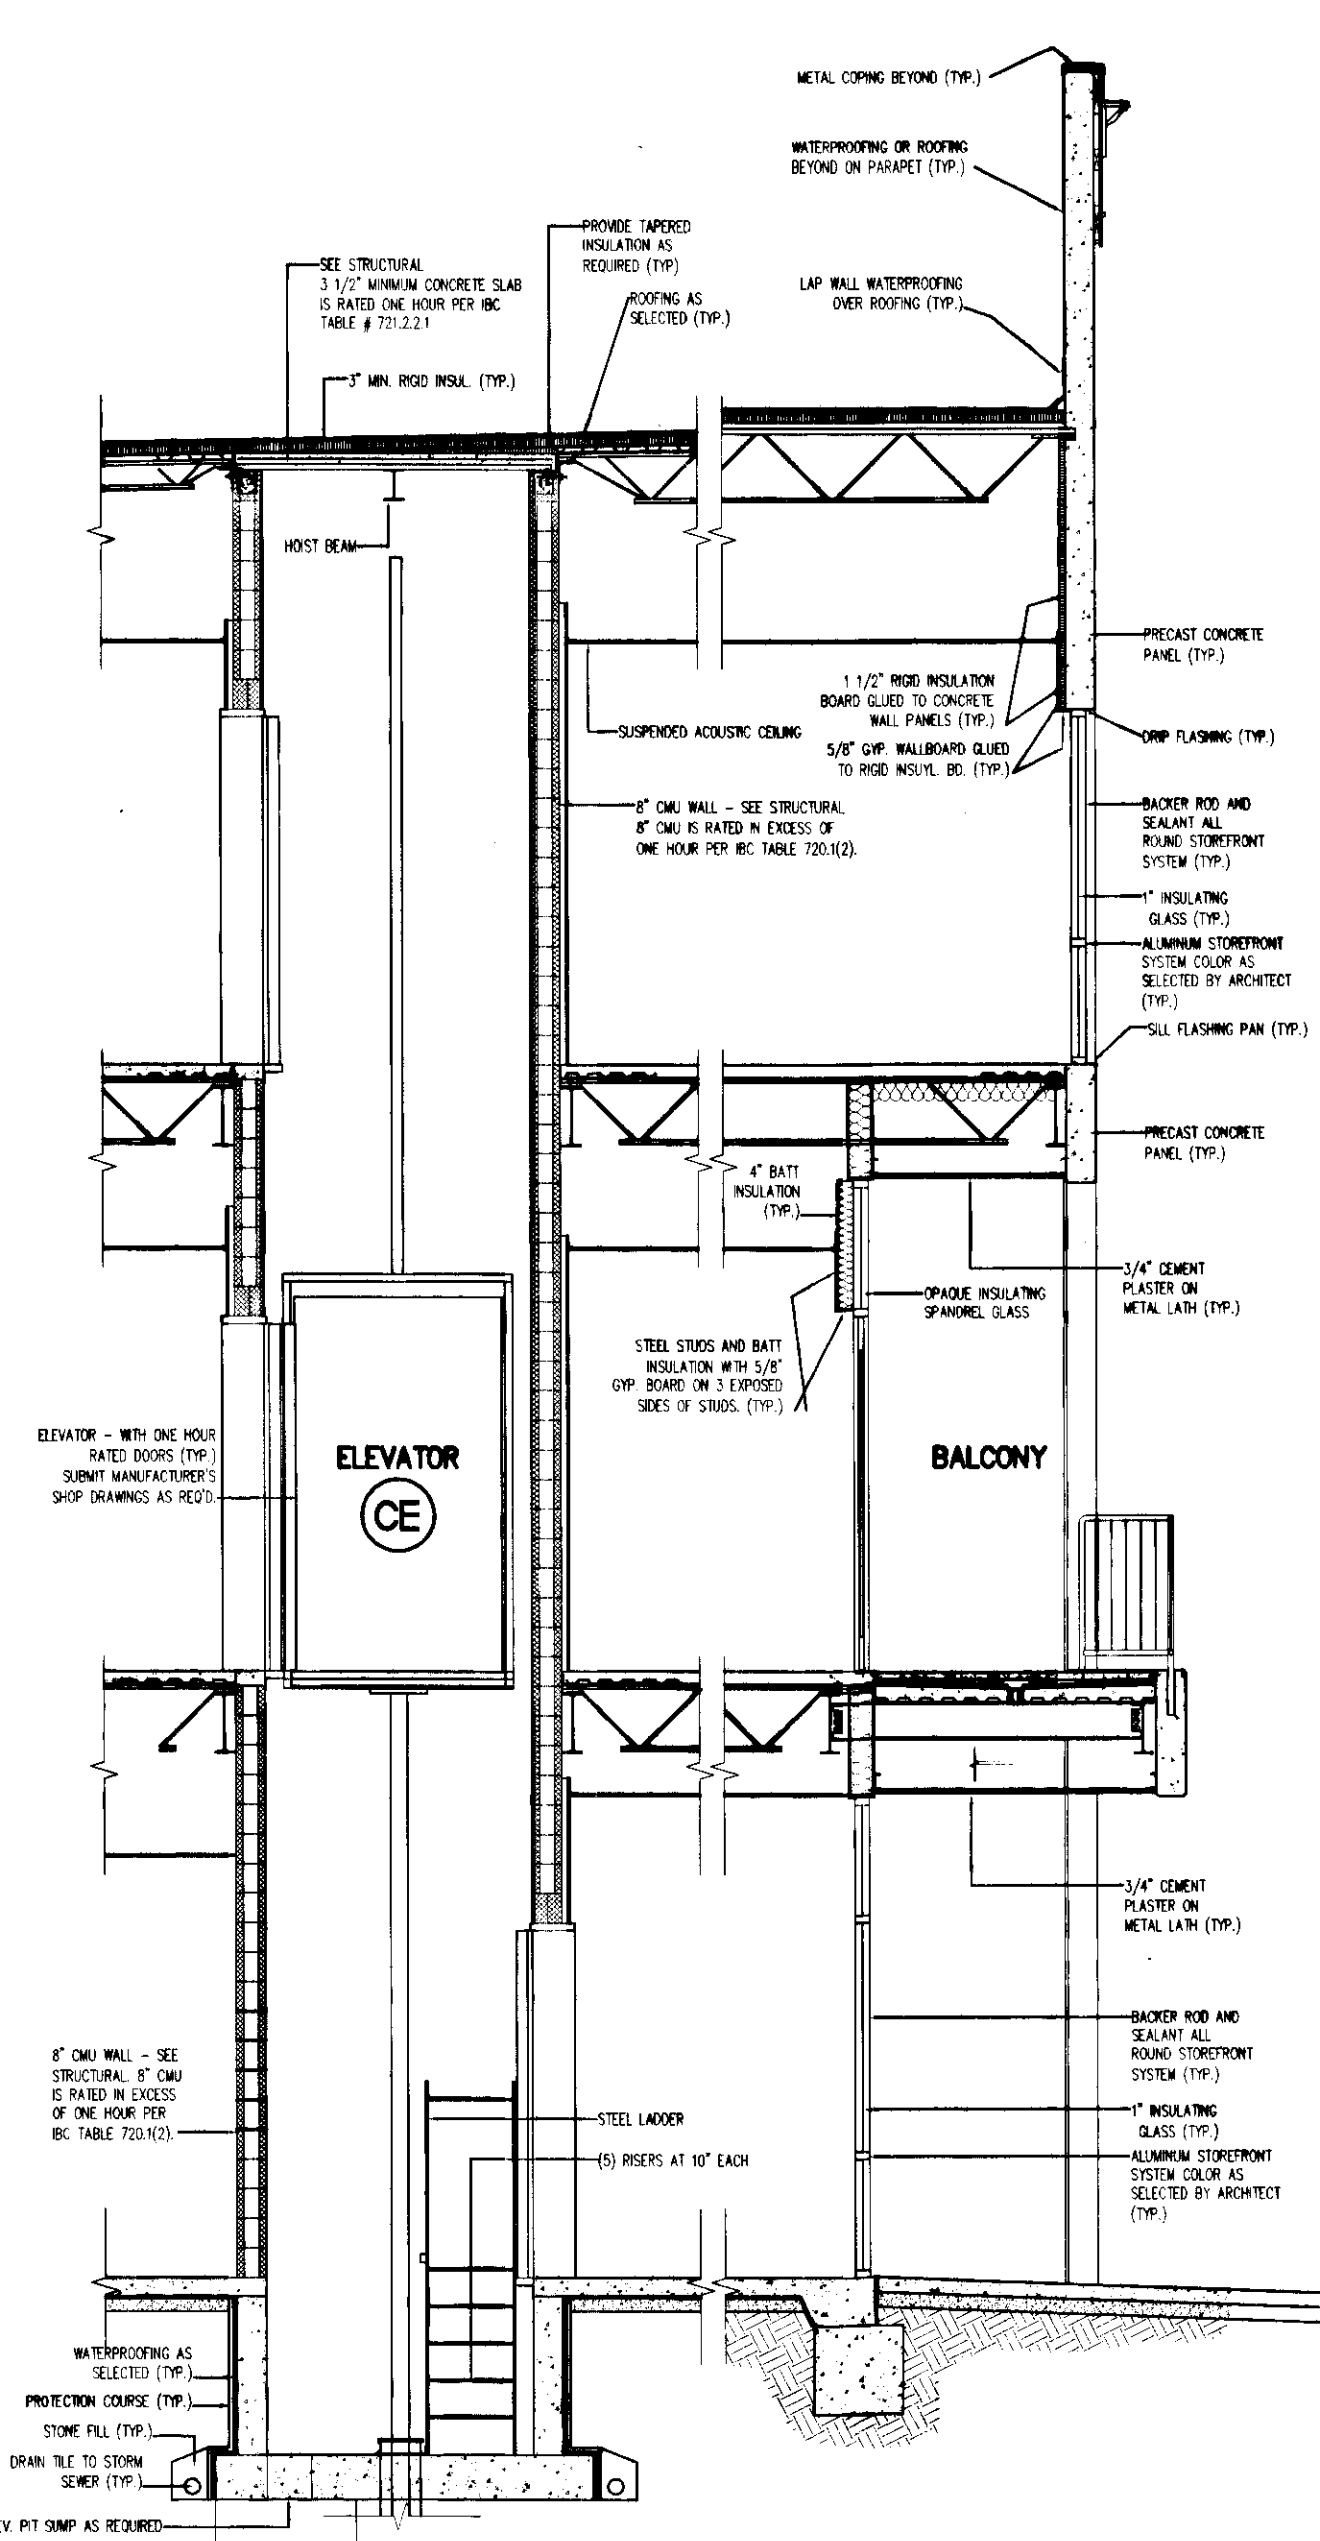 METAL COPING BEYOND (TYP.)
WATERPROOFING OR ROOFING
BEYOND ON PARAPET (TYP.)
PROVIDE TAPERED
INSULATION AS
REQUIRED (TYP)
SEE STRUCTURAL
3 1/2" MINIMUM CONCRETE SLAB
IS RATED ONE HOUR PER IBC
TABLE # 721.2.2.1
ROOFING AS
SELECTED (TYP.)
LAP WALL WATERPROOFING
OVER ROOFING (TYP.)
3" MIN. RIGID INSUL. (TYP.)
HOIST BEAM
PRECAST CONCRETE
PANEL (TYP.)
1 1/2" RIGID INSULATION
BOARD GLUED TO CONCRETE
WALL PANELS (TYP.)
SUSPENDED ACOUSTIC CEILING
DRIP FLASHING (TYP.)
5/8" GYP. WALLBOARD GLUED
TO RIGID INSUYL. BD. (TYP.)
8" CMU WALL - SEE STRUCTURAL
8" CMU IS RATED IN EXCESS OF
ONE HOUR PER IBC TABLE 720.1(2).
BACKER ROD AND
SEALANT ALL
ROUND STOREFRONT
SYSTEM (TYP.)
1" INSULATING
GLASS (TYP.)
ALUMINUM STOREFRONT
SYSTEM COLOR AS
SELECTED BY ARCHITECT
(TYP.)
SILL FLASHING PAN (TYP.)
PRECAST CONCRETE
PANEL (TYP.)
4" BATT
INSULATION
(TYP.)
3/4" CEMENT
PLASTER ON
METAL LATH (TYP.)
OPAQUE INSULATING
SPANDREL GLASS
STEEL STUDS AND BATT
INSULATION WITH 5/8"
GYP. BOARD ON 3 EXPOSED
SIDES OF STUDS. (TYP.)
ELEVATOR - WITH ONE HOUR
RATED DOORS (TYP.)
SUBMIT MANUFACTURER'S
SHOP DRAWINGS AS REQ'D.
ELEVATOR
CE
BALCONY
3/4" CEMENT
PLASTER ON
METAL LATH (TYP.)
BACKER ROD AND
SEALANT ALL
ROUND STOREFRONT
SYSTEM (TYP.)
8" CMU WALL - SEE
STRUCTURAL. 8" CMU
IS RATED IN EXCESS
OF ONE HOUR PER
IBC TABLE 720.1(2).
STEEL LADDER
(5) RISERS AT 10" EACH
1" INSULATING
GLASS (TYP.)
ALUMINUM STOREFRONT
SYSTEM COLOR AS
SELECTED BY ARCHITECT
(TYP.)
WATERPROOFING AS
SELECTED (TYP.)
PROTECTION COURSE (TYP.)
STONE FILL (TYP.)
DRAIN TILE TO STORM
SEWER (TYP.)
V. PIT SUMP AS REQUIRED